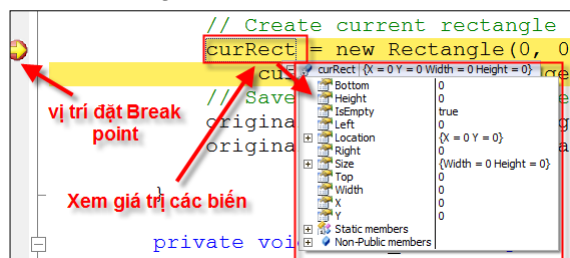 // Create current rectangle
curRect = new Rectangle(0, 0
cu
curRect {X = 0 Y = 0 Width = 0 Height = 0}
ge
// Save
origina
origina
Bottom 0
Height 0
IsEmpty true
Left 0
Location {X = 0 Y = 0}
Right 0
Size {Width = 0 Height = 0}
Top 0
Width 0
X 0
Y 0
Static members
Non-Public members
vị trí đặt Break
point
Xem giá trị các biến
}
private voi